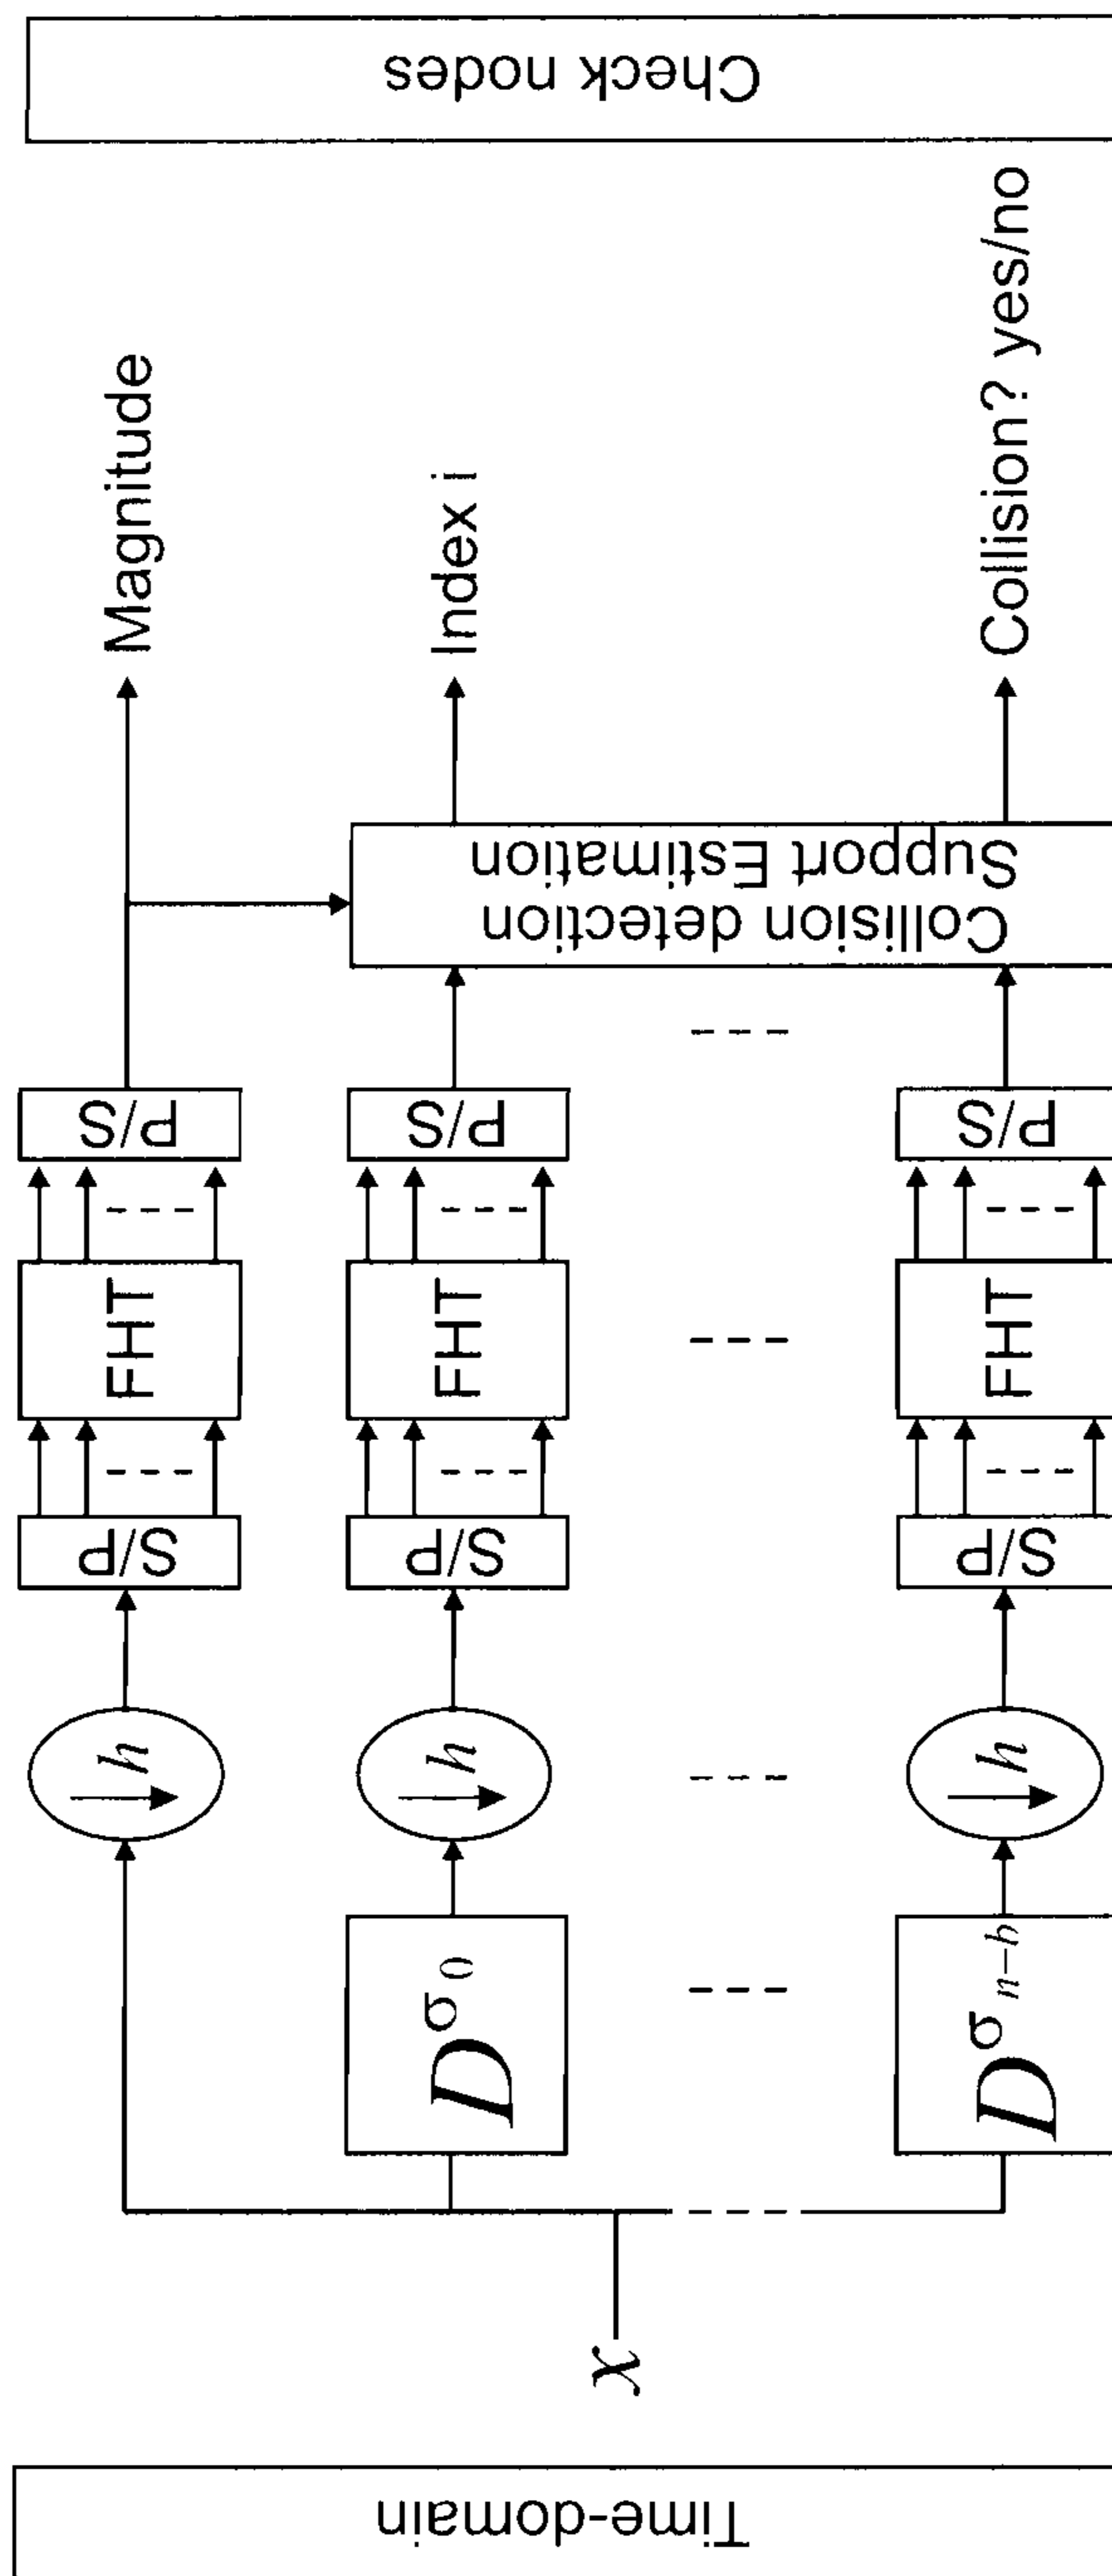 Time-domain
x
h
S/P
FHT
P/S
Magnitude
D^{σ_0}
h
S/P
FHT
P/S
Index i
D^{σ_{n−b}}
h
S/P
FHT
P/S
Collision detection
Support Estimation
Collision? yes/no
Check nodes